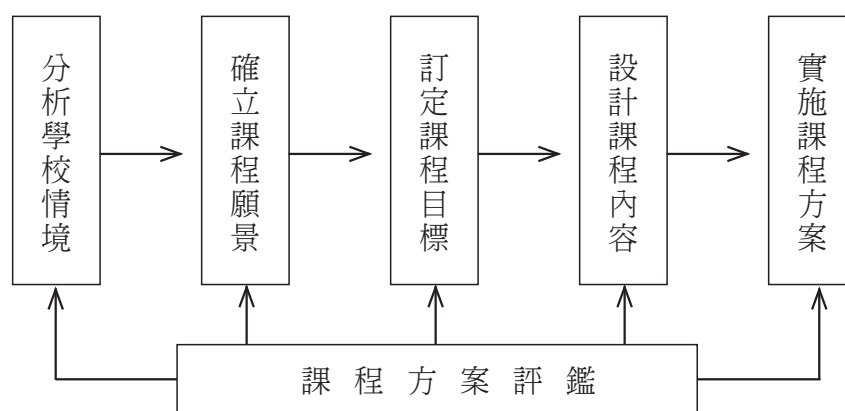 分析學校情境
確立課程願景
訂定課程目標
設計課程內容
實施課程方案
課程方案評鑑